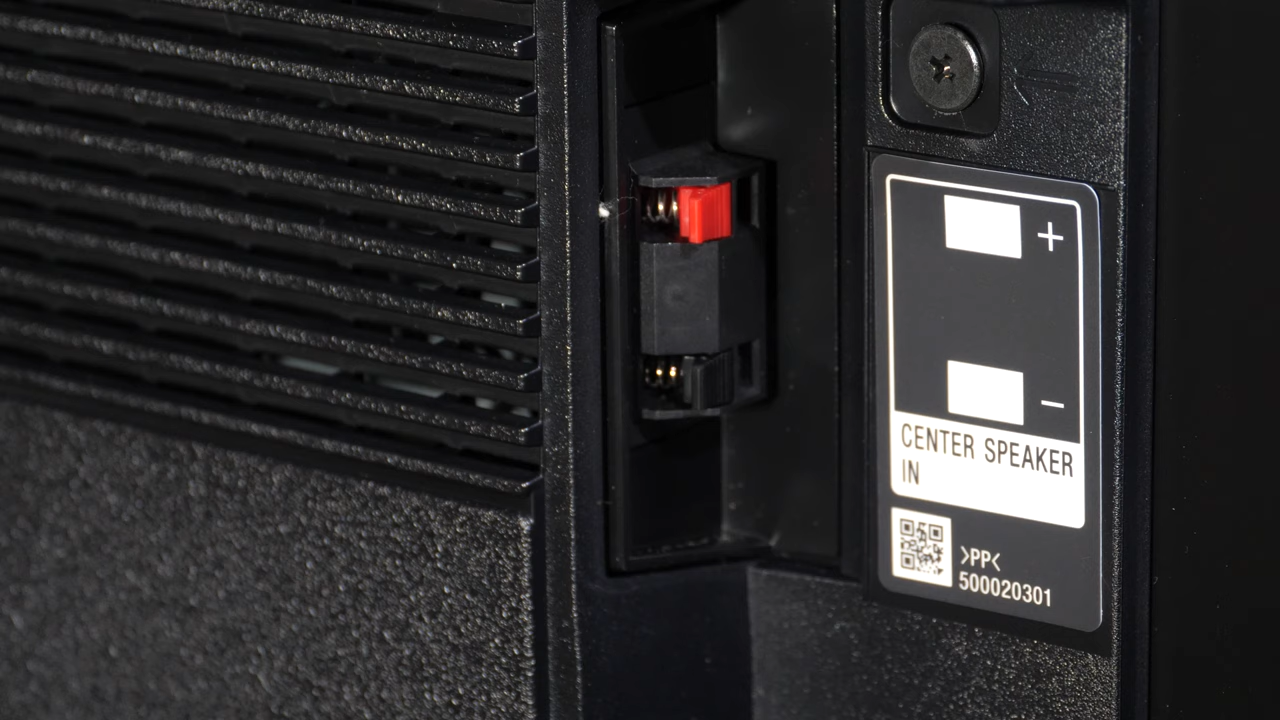 +
−
CENTER SPEAKER
IN
>PP<
500020301